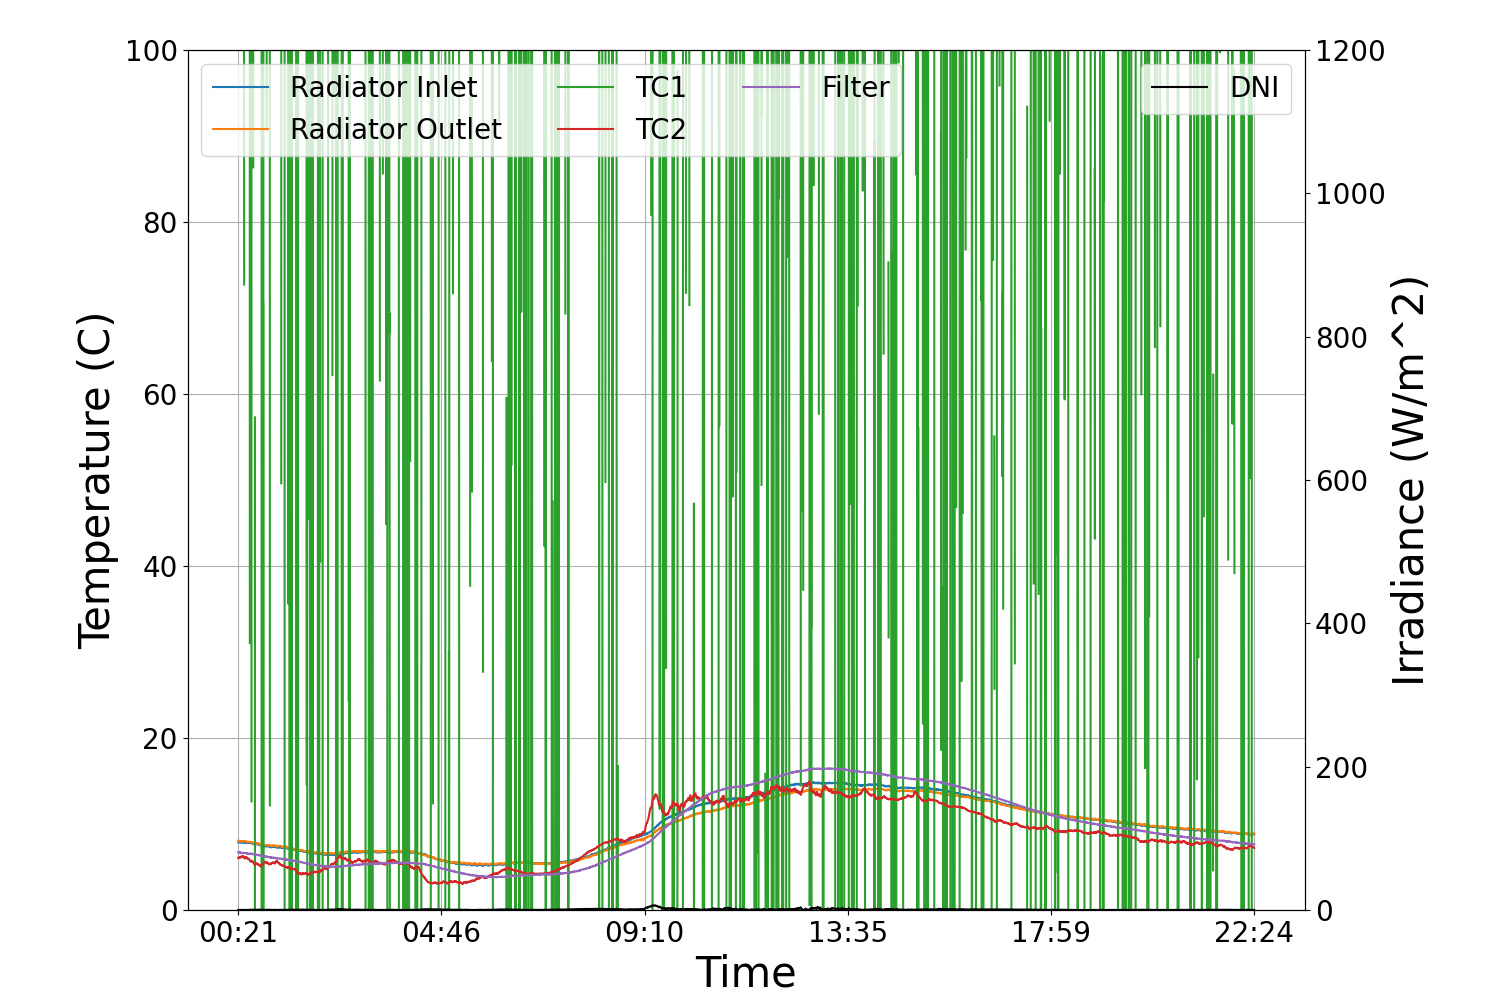 100
80
60
40
20
0
Temperature (C)
Radiator Inlet
Radiator Outlet
TC1
TC2
Filter
DNI
1200
1000
800
600
400
200
0
Irradiance (W/m^2)
00:21
04:46
09:10
13:35
17:59
22:24
Time